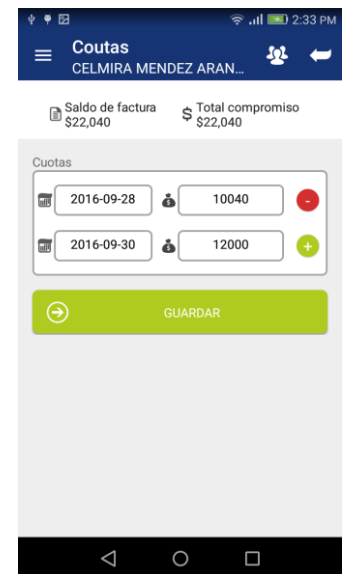 2:33 PM
Coutas
CELMIRA MENDEZ ARAN...
Saldo de factura
$22,040
$ Total compromiso
$22,040
Cuotas
2016-09-28 10040 -
2016-09-30 12000 +
GUARDAR